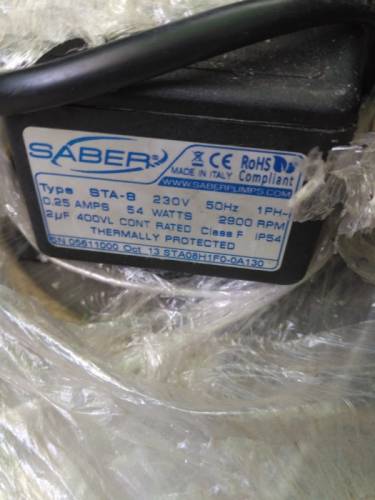 SABER
CE RoHS
MADE IN ITALY Compliant
WWW.SABERPUMPS.COM
Type STA-8 230V 50Hz 1PH-
0.25 AMPS 54 WATTS 2900 RPM
2µF 400VL CONT RATED Class F IP54
THERMALLY PROTECTED
05611000 Oct 13 STA08H1F0-0A130